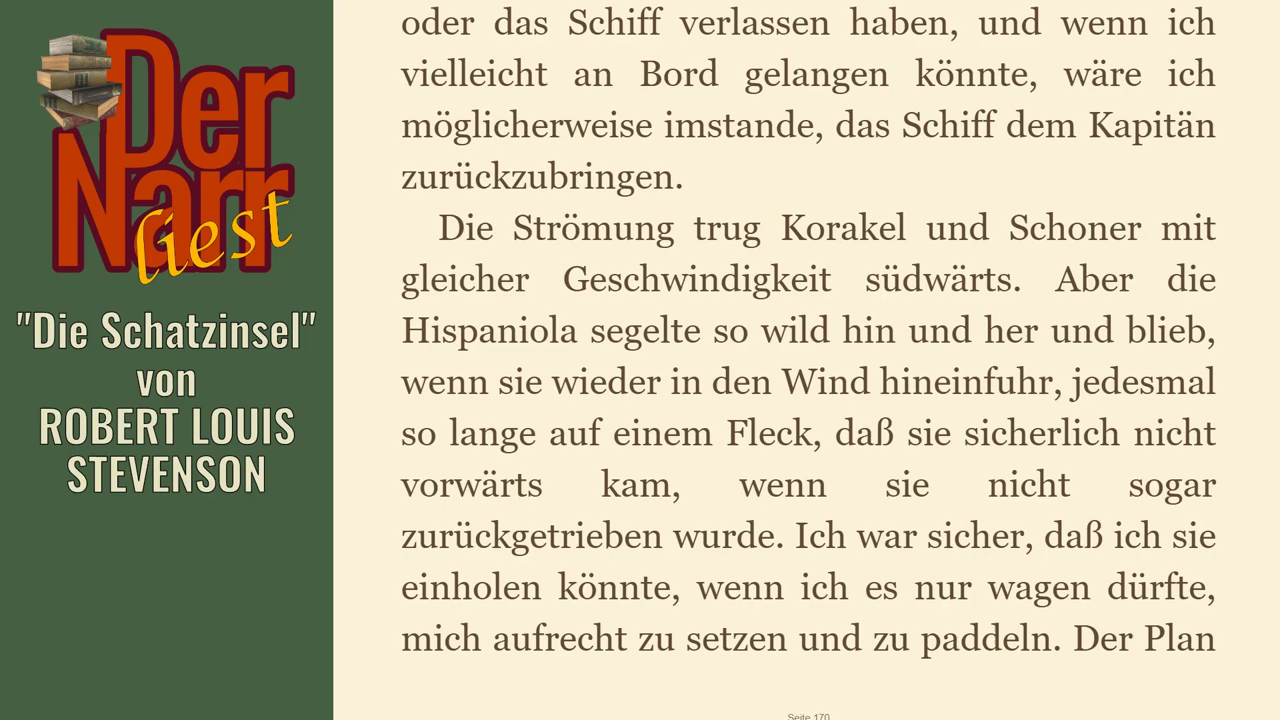 Der
Narr
liest
"Die Schatzinsel"
von
ROBERT LOUIS
STEVENSON
oder das Schiff verlassen haben, und wenn ich
vielleicht an Bord gelangen könnte, wäre ich
möglicherweise imstande, das Schiff dem Kapitän
zurückzubringen.
Die Strömung trug Korakel und Schoner mit
gleicher Geschwindigkeit südwärts. Aber die
Hispaniola segelte so wild hin und her und blieb,
wenn sie wieder in den Wind hineinfuhr, jedesmal
so lange auf einem Fleck, daß sie sicherlich nicht
vorwärts kam, wenn sie nicht sogar
zurückgetrieben wurde. Ich war sicher, daß ich sie
einholen könnte, wenn ich es nur wagen dürfte,
mich aufrecht zu setzen und zu paddeln. Der Plan
Seite 170